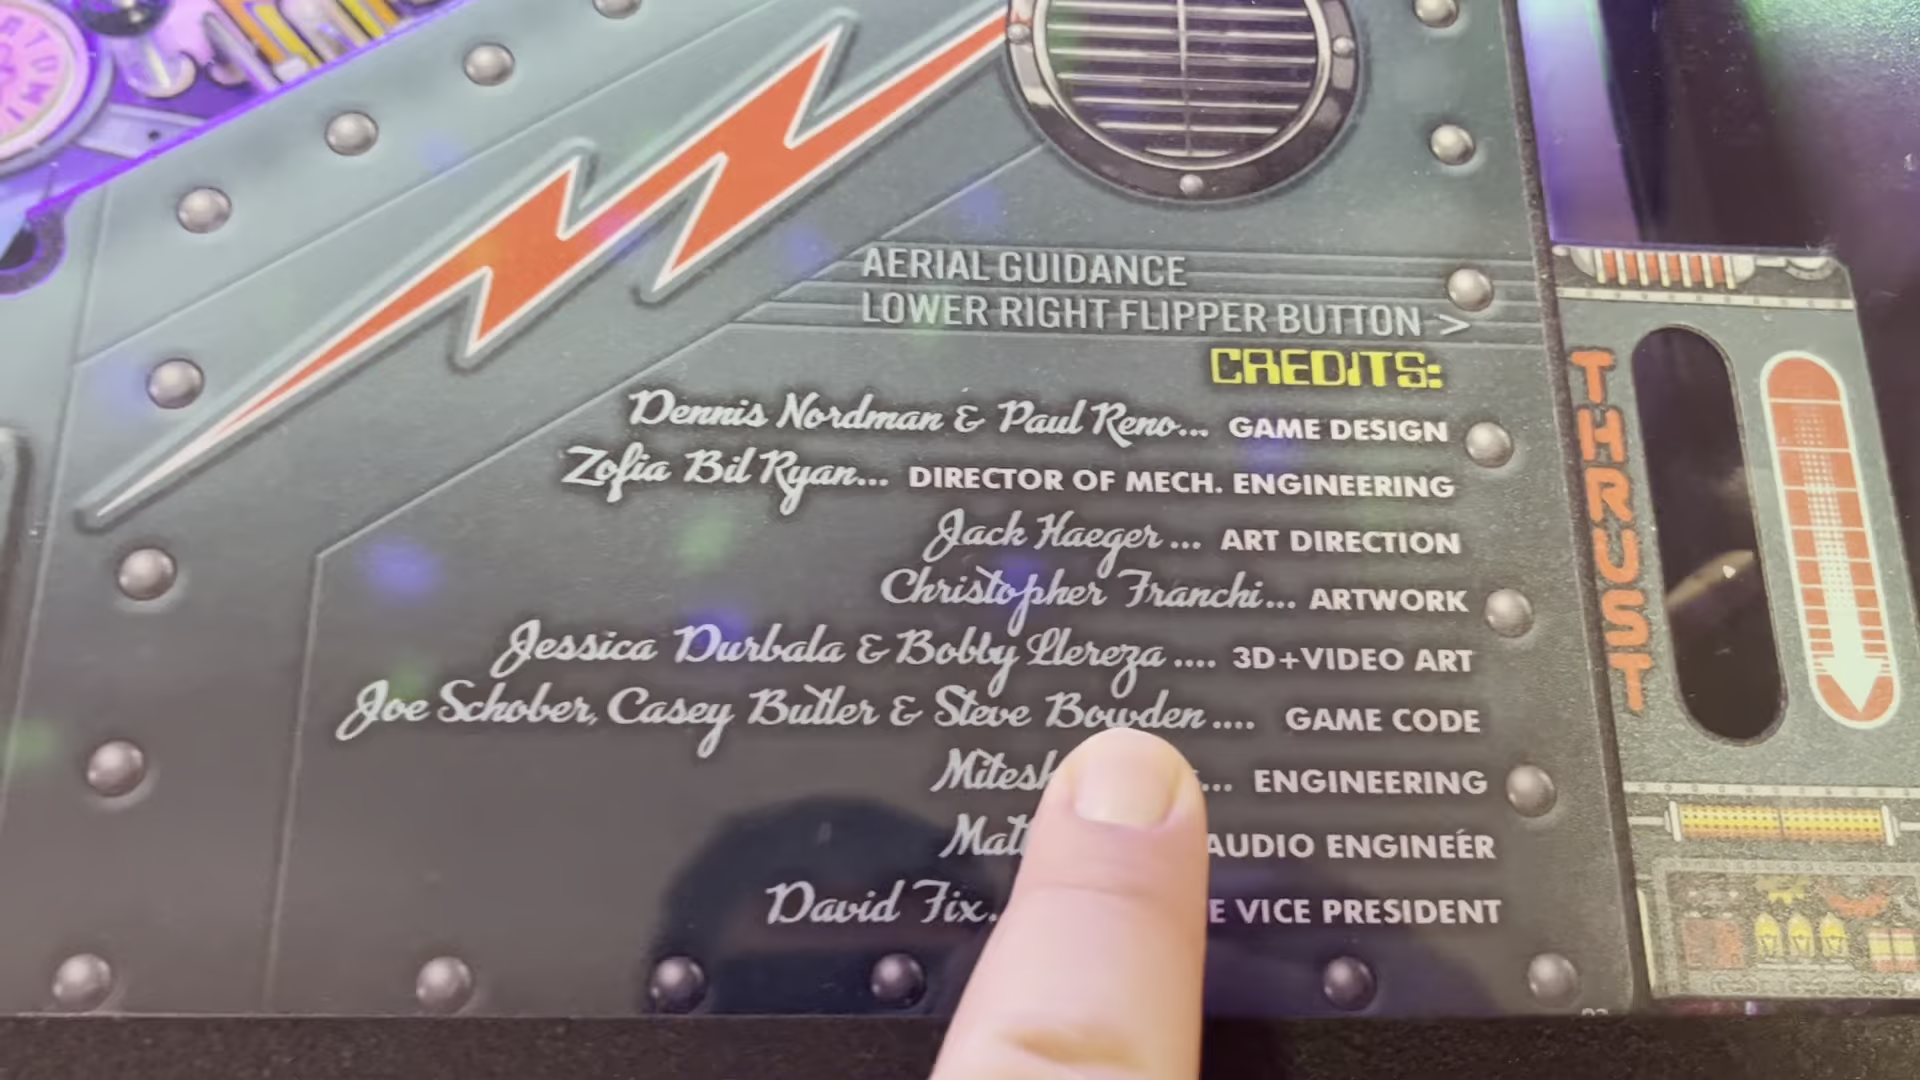 AERIAL GUIDANCE
LOWER RIGHT FLIPPER BUTTON >
CREDITS:
Dennis Nordman & Paul Reno... GAME DESIGN
Zofia Bil Ryan... DIRECTOR OF MECH. ENGINEERING
Jack Haeger ... ART DIRECTION
Christopher Franchi... ARTWORK
Jessica Durbala & Bobby Llereza .... 3D+VIDEO ART
Joe Schober, Casey Butler & Steve Bowden .... GAME CODE
... ENGINEERING
AUDIO ENGINEÉR
David Fix. VICE PRESIDENT
THRUST